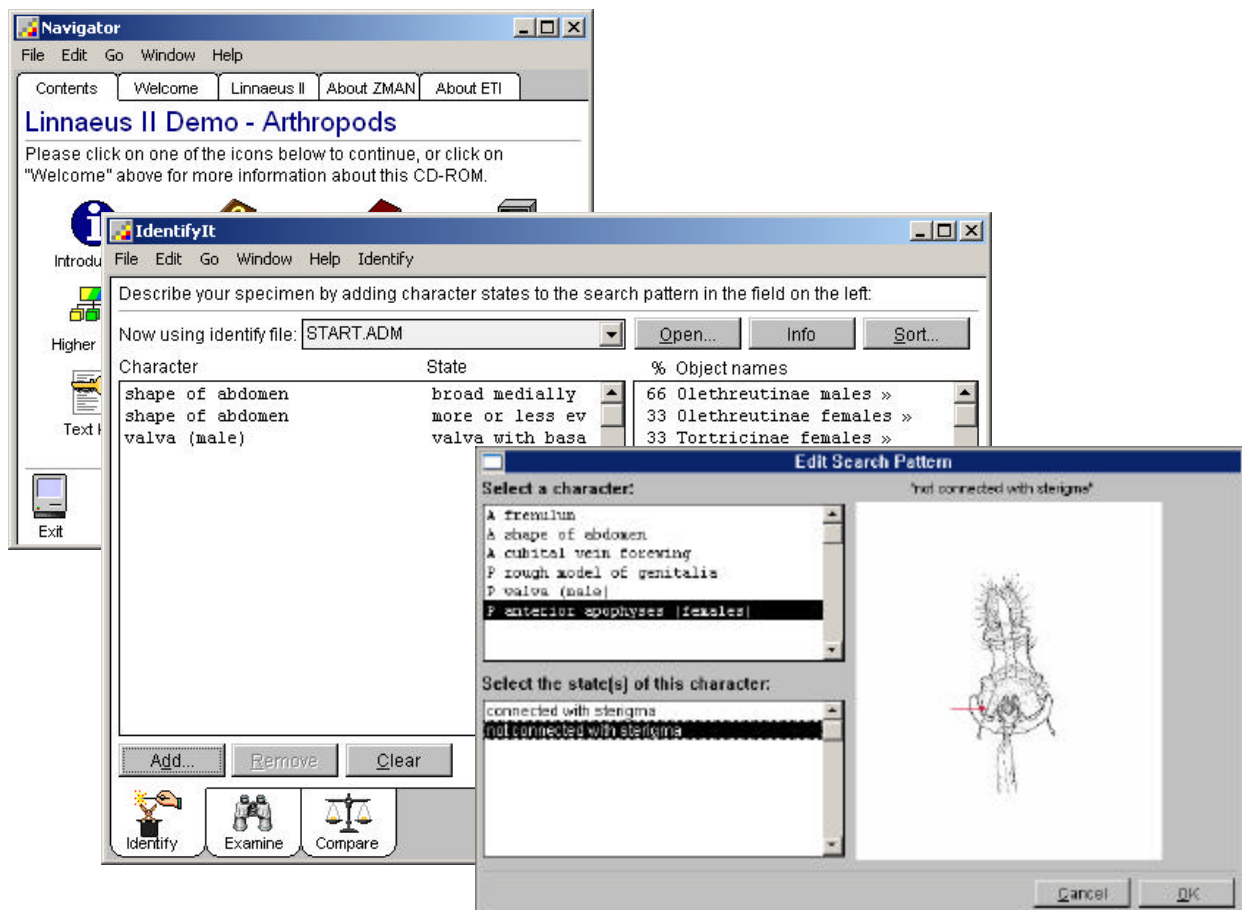 Navigator
File Edit Go Window Help
Contents Welcome Linnaeus II About ZMAN About ETI
Linnaeus II Demo - Arthropods
Please click on one of the icons below to continue, or click on
"Welcome" above for more information about this CD-ROM.
Introdu
Higher
Text
Exit
IdentifyIt
File Edit Go Window Help Identify
Describe your specimen by adding character states to the search pattern in the field on the left:
Now using identify file: START.ADM Open... Info Sort...
Character State % Object names
shape of abdomen broad medially 66 Olethreutinae males »
shape of abdomen more or less ev 33 Olethreutinae females »
valva (male) valva with basa 33 Tortricinae females »
Add... Remove Clear
Identify Examine Compare
Edit Search Pattern
Select a character: "not connected with sterigma"
A frenulum
A shape of abdomen
A cubital vein forewing
P rough model of genitalia
P valva (male)
P anterior apophyses (females)
Select the state(s) of this character:
connected with sterigma
not connected with sterigma
Cancel OK